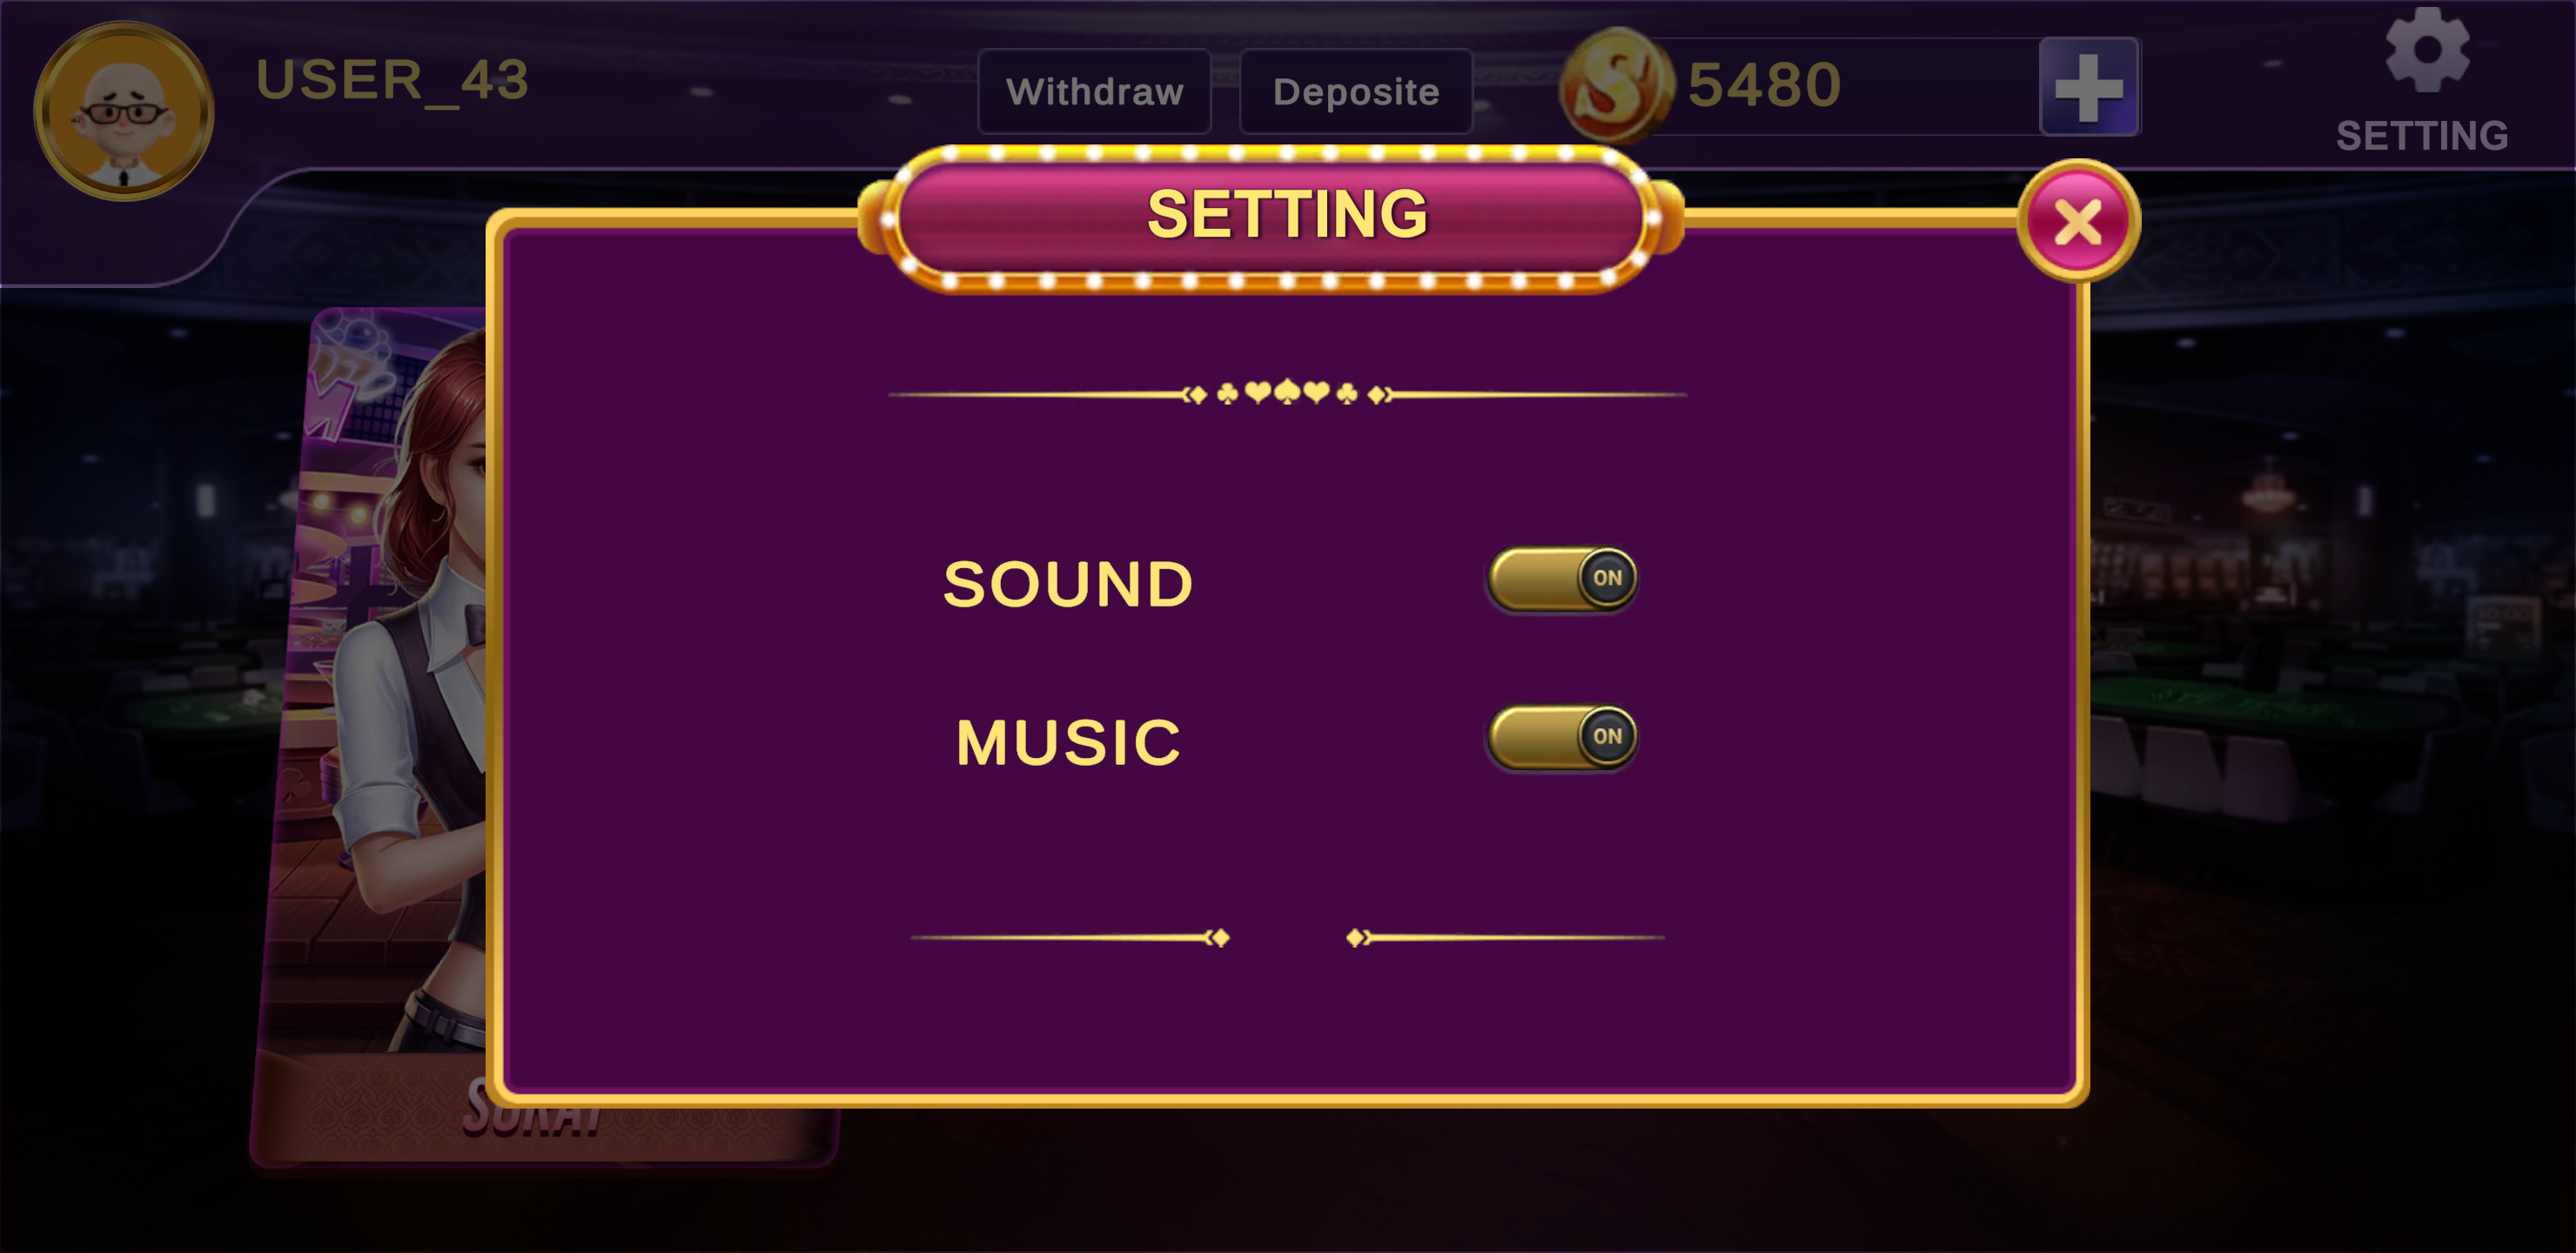 USER_43
Withdraw
Deposite
5480
SETTING
SETTING
SOUND
ON
MUSIC
ON